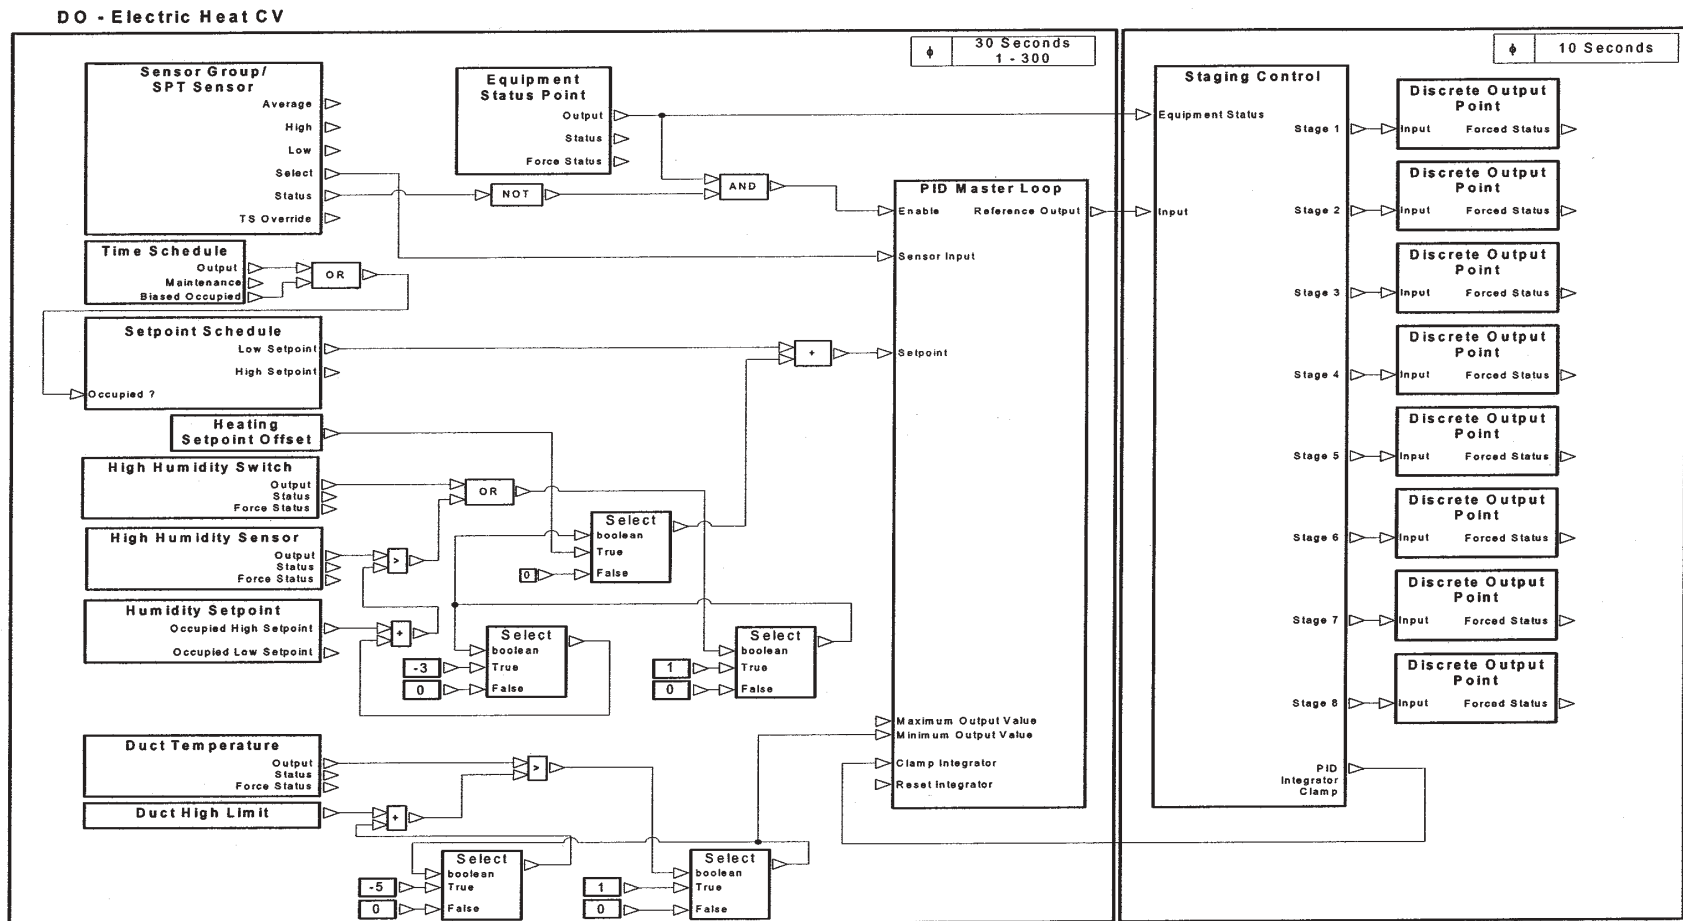 DO - Electric Heat CV
ϕ
30 Seconds
1 - 300
ϕ
10 Seconds
Sensor Group/
SPT Sensor
Average
High
Low
Select
Status
TS Override
Equipment
Status Point
Output
Status
Force Status
NOT
AND
Time Schedule
Output
Maintenance
Biased Occupied
OR
Setpoint Schedule
Low Setpoint
High Setpoint
Occupied ?
+
Heating
Setpoint Offset
High Humidity Switch
Output
Status
Force Status
OR
High Humidity Sensor
Output
Status
Force Status
>
Select
boolean
True
0
False
Humidity Setpoint
Occupied High Setpoint
Occupied Low Setpoint
+
Select
boolean
-3
True
0
False
Select
boolean
1
True
0
False
Duct Temperature
Output
Status
Force Status
>
Duct High Limit
+
Select
boolean
-5
True
0
False
Select
boolean
1
True
0
False
PID Master Loop
Enable
Reference Output
Sensor Input
Setpoint
Maximum Output Value
Minimum Output Value
Clamp Integrator
Reset Integrator
Staging Control
Equipment Status
Input
Stage 1
Stage 2
Stage 3
Stage 4
Stage 5
Stage 6
Stage 7
Stage 8
PID
Integrator
Clamp
Discrete Output
Point
Input Forced Status
Discrete Output
Point
Input Forced Status
Discrete Output
Point
Input Forced Status
Discrete Output
Point
Input Forced Status
Discrete Output
Point
Input Forced Status
Discrete Output
Point
Input Forced Status
Discrete Output
Point
Input Forced Status
Discrete Output
Point
Input Forced Status